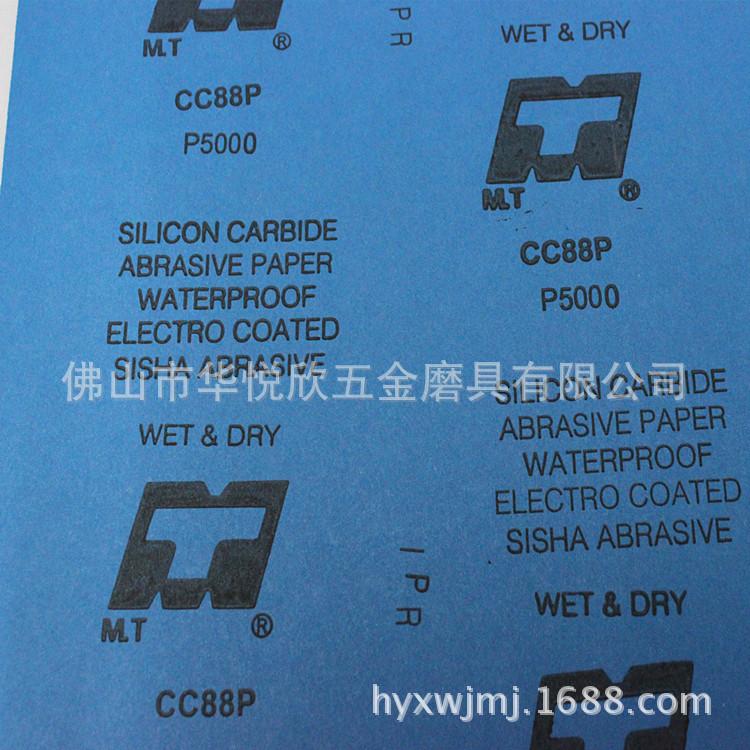 M.T ®
CC88P
P5000
SILICON CARBIDE
ABRASIVE PAPER
WATERPROOF
ELECTRO COATED
SISHA ABRASIVE
WET & DRY
M.T ®
CC88P
IPR
IPR
WET & DRY
M.T ®
CC88P
P5000
SILICON CARBIDE
ABRASIVE PAPER
WATERPROOF
ELECTRO COATED
SISHA ABRASIVE
WET & DRY
佛山市华悦欣五金磨具有限公司
hyxwjmj.1688.com